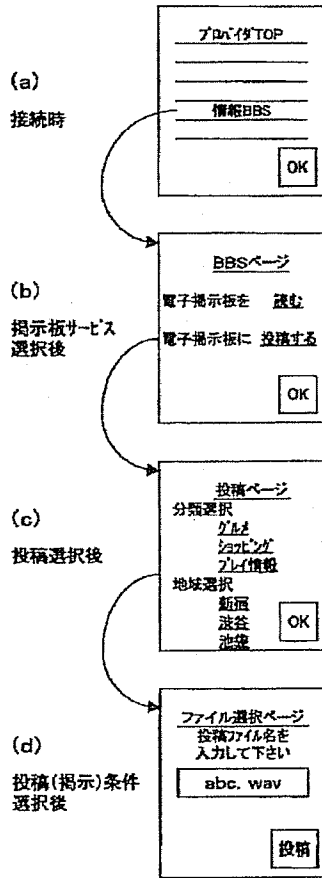 (a)
接続時
プロバイダTOP
情報BBS
OK
(b)
掲示板サービス
選択後
BBSページ
電子掲示板を 読む
電子掲示板に 投稿する
OK
(c)
投稿選択後
投稿ページ
分類選択
グルメ
ショッピング
プレイ情報
地域選択
新宿
渋谷
池袋
OK
(d)
投稿(掲示)条件
選択後
ファイル選択ページ
投稿ファイル名を
入力して下さい
abc. wav
投稿